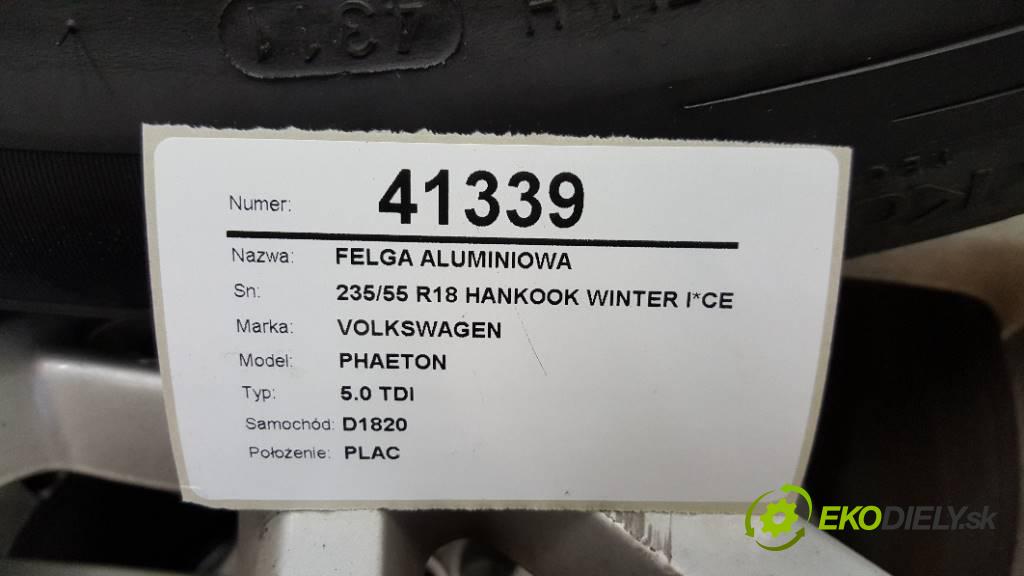 4311
Numer: 41339
Nazwa: FELGA ALUMINIOWA
Sn: 235/55 R18 HANKOOK WINTER I*CE
Marka: VOLKSWAGEN
Model: PHAETON
Typ: 5.0 TDI
Samochód: D1820
Położenie: PLAC
EKODIELY.sk